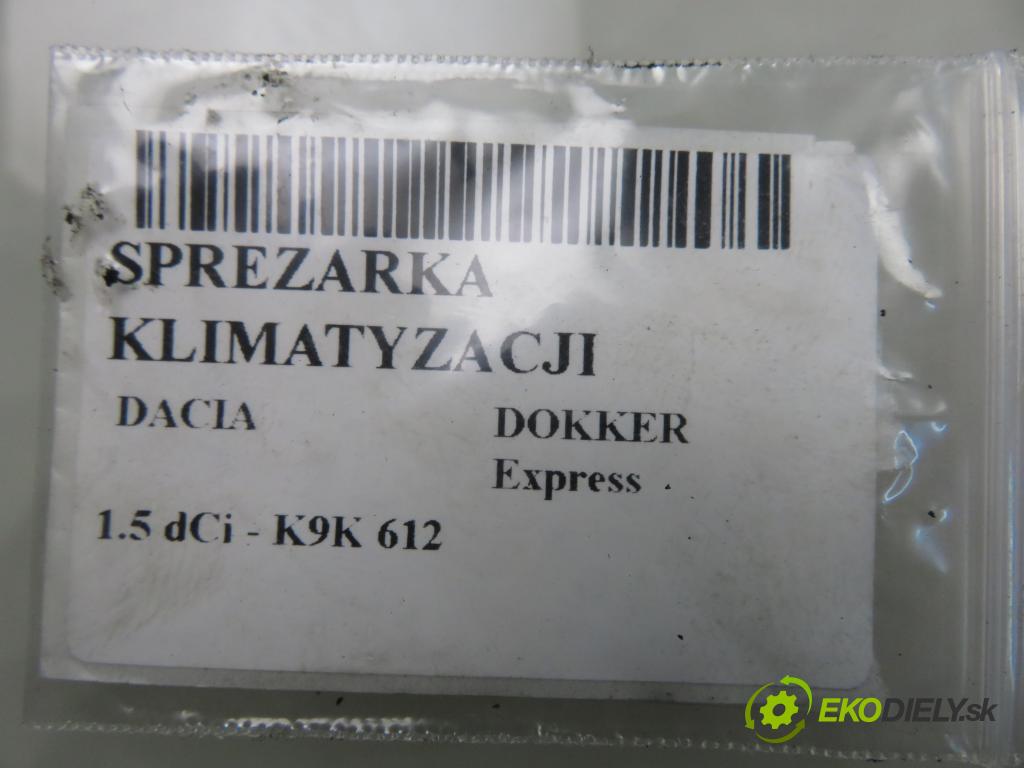 SPREZARKA
KLIMATYZACJI
DACIA DOKKER
Express
1.5 dCi - K9K 612
EKODIELY.sk